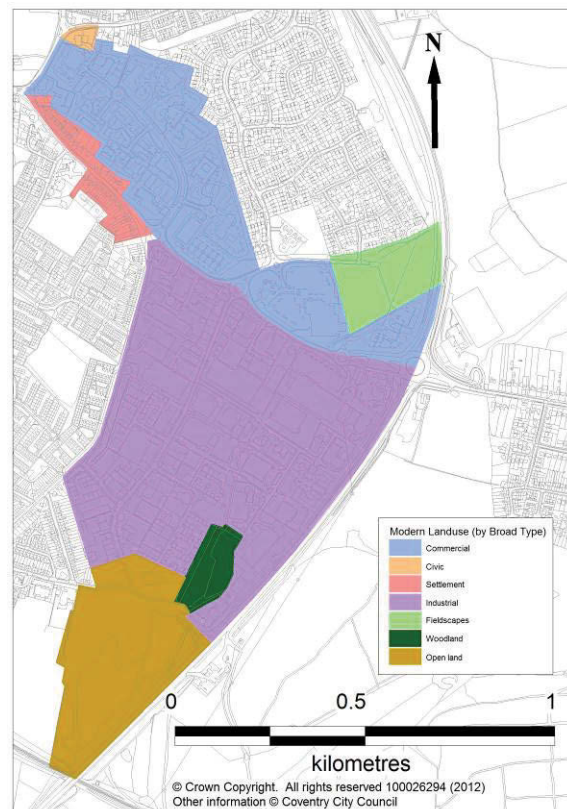 N
Modern Landuse (by Broad Type)
Commercial
Civic
Settlement
Industrial
Fieldscapes
Woodland
Open land
0 0.5 1
kilometres
© Crown Copyright. All rights reserved 100026294 (2012)
Other information © Coventry City Council